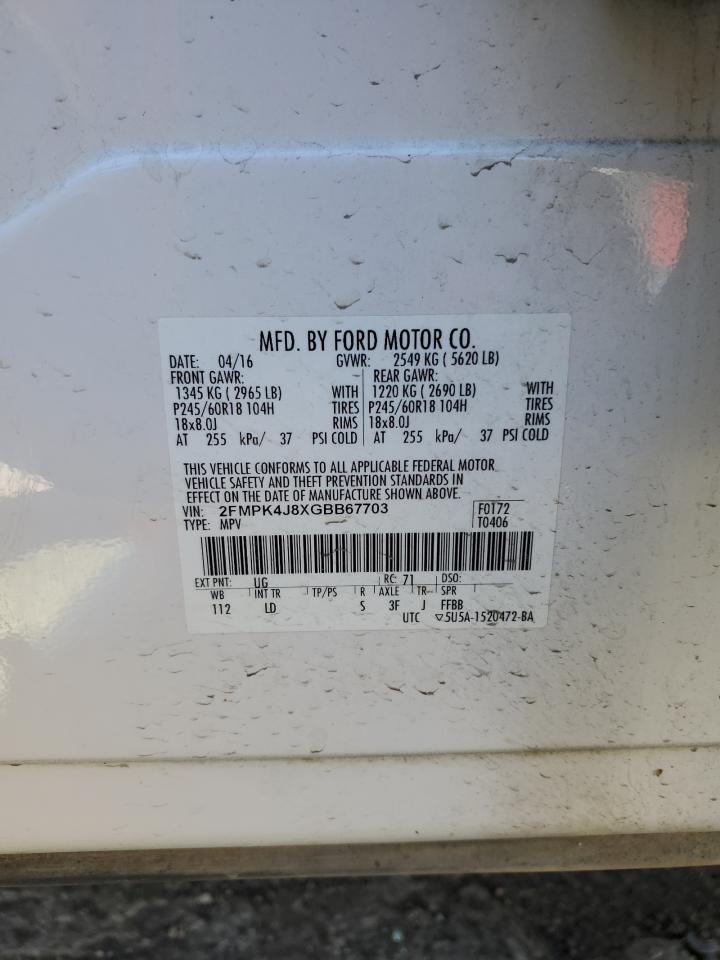 MFD. BY FORD MOTOR CO.
DATE: 04/16 GVWR: 2549 KG ( 5620 LB)
FRONT GAWR: REAR GAWR:
1345 KG ( 2965 LB) WITH 1220 KG ( 2690 LB) WITH
P245/60R18 104H TIRES P245/60R18 104H TIRES
18x8.0J RIMS 18x8.0J RIMS
AT 255 kPa/ 37 PSI COLD AT 255 kPa/ 37 PSI COLD
THIS VEHICLE CONFORMS TO ALL APPLICABLE FEDERAL MOTOR
VEHICLE SAFETY AND THEFT PREVENTION STANDARDS IN
EFFECT ON THE DATE OF MANUFACTURE SHOWN ABOVE.
VIN: 2FMPK4J8XGBB67703 F0172
TYPE: MPV T0406
EXT PNT: UG RC: 71 DSO:
WB INT TR TP/PS R AXLE TR SPR
112 LD S 3F J FFBB
UTC ▽5U5A-1520472-BA